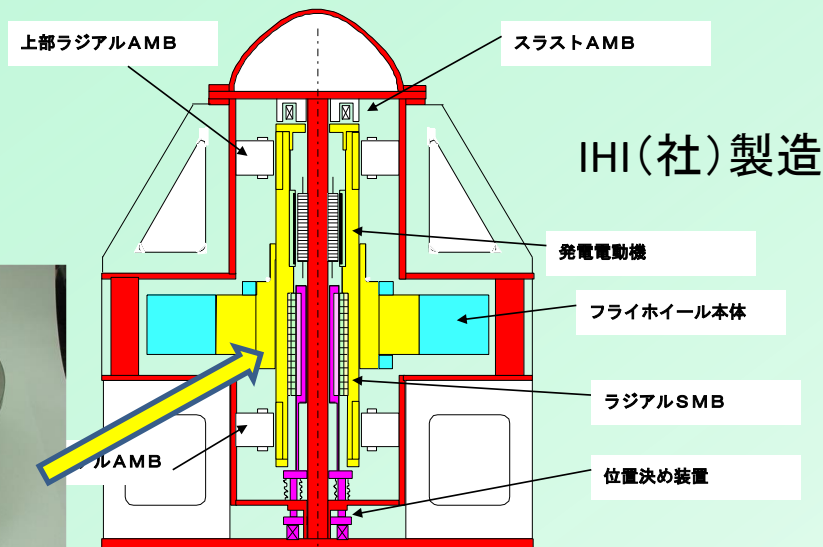 上部ラジアルAMB
スラストAMB
IHI(社)製造
発電電動機
フライホイール本体
ラジアルSMB
ルAMB
位置決め装置